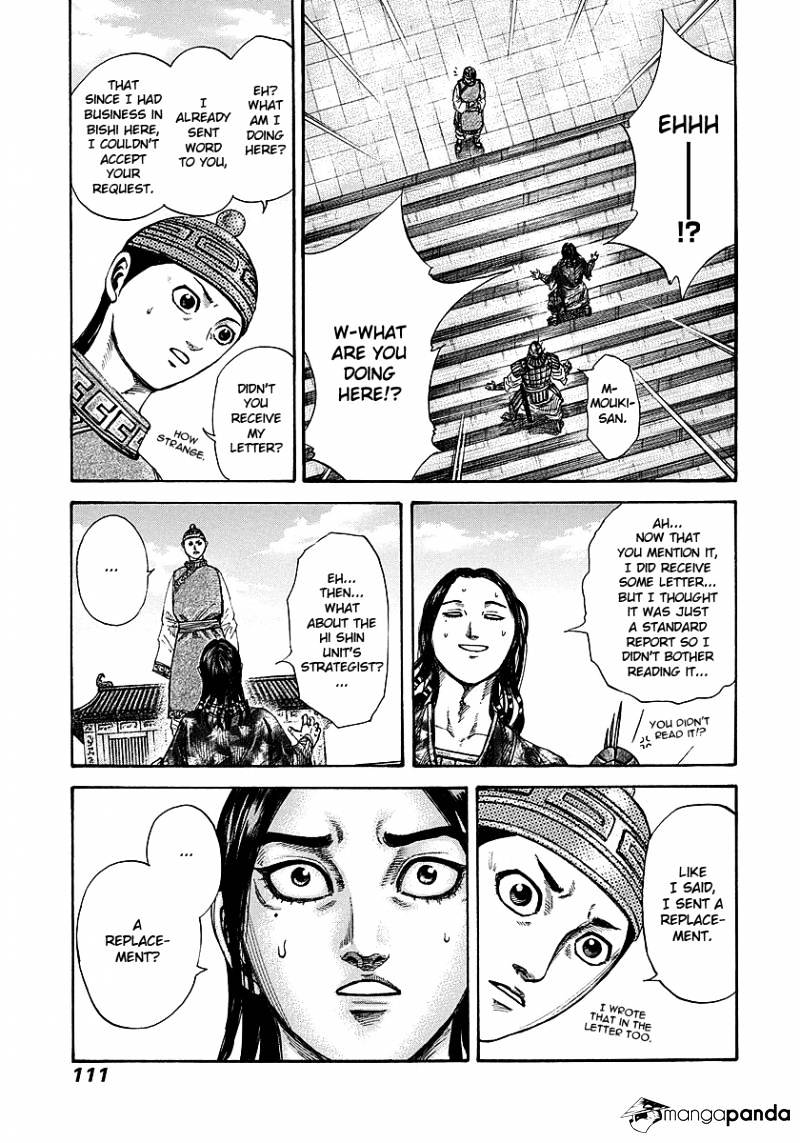 EHHH
!?
W-WHAT
ARE YOU
DOING
HERE!?
M-
MOUKI-
SAN.
EH?
WHAT
AM I
DOING
HERE?
I
ALREADY
SENT
WORD
TO YOU,
THAT
SINCE I HAD
BUSINESS IN
BISHI HERE,
I COULDN'T
ACCEPT
YOUR
REQUEST.
DIDN'T
YOU
RECEIVE
MY
LETTER?
HOW
STRANGE.
AH...
NOW THAT
YOU MENTION IT,
I DID RECEIVE
SOME LETTER...
BUT I THOUGHT
IT WAS JUST
A STANDARD
REPORT SO I
DIDN'T BOTHER
READING IT...
YOU DIDN'T
READ IT!?
EH...
THEN...
WHAT
ABOUT THE
HI SHIN
UNIT'S
STRATEGIST?
...
...
LIKE
I SAID,
I SENT A
REPLACE-
MENT.
I WROTE
THAT IN THE
LETTER TOO.
...
A
REPLACE-
MENT?
111
mangapanda